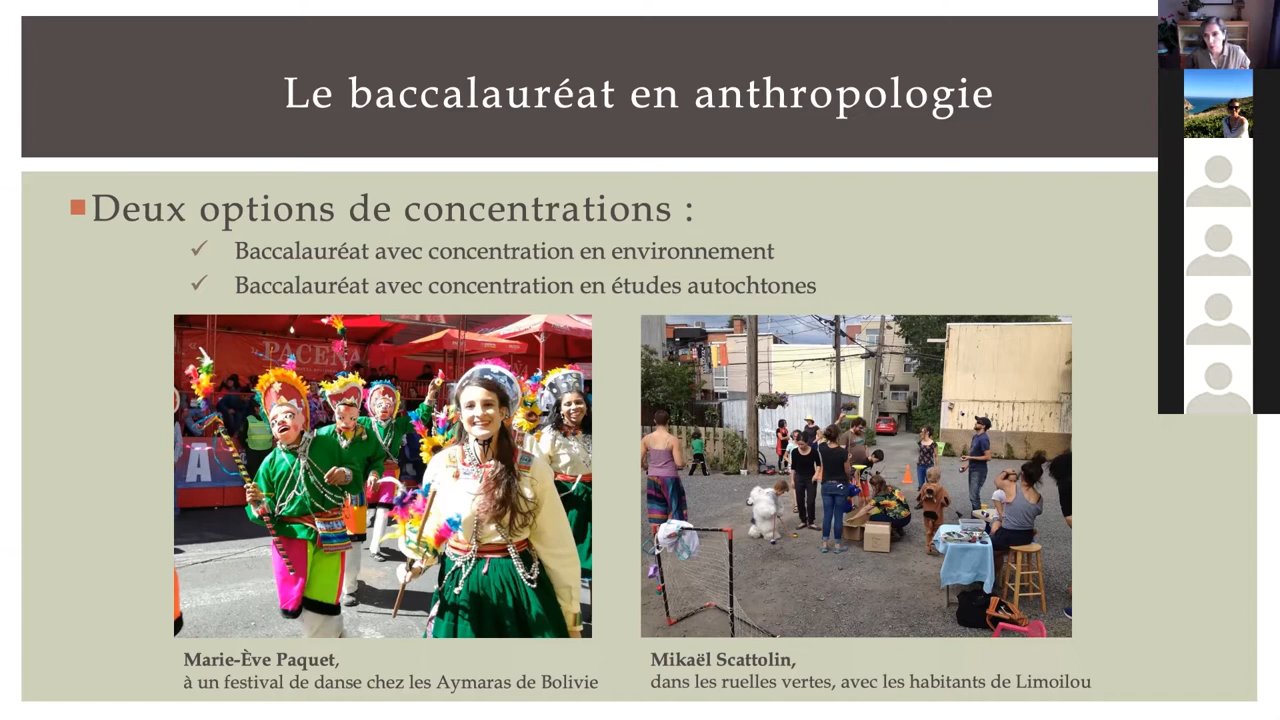 Le baccalauréat en anthropologie
Deux options de concentrations :
Baccalauréat avec concentration en environnement
Baccalauréat avec concentration en études autochtones
PACEÑA
A
Marie-Ève Paquet,
à un festival de danse chez les Aymaras de Bolivie
Mikaël Scattolin,
dans les ruelles vertes, avec les habitants de Limoilou